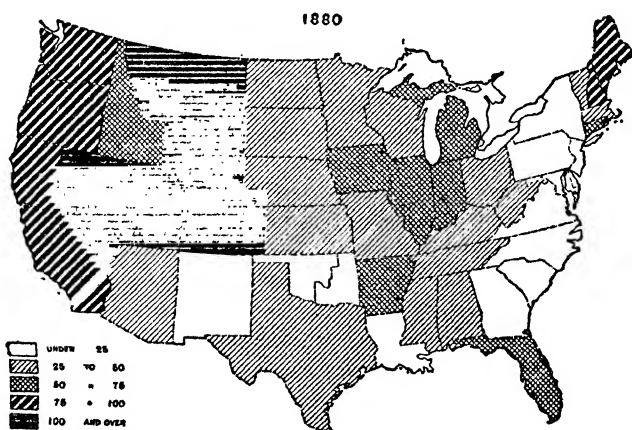 1880
UNDER 25
25 TO 50
50 " 75
75 " 100
100 AND OVER